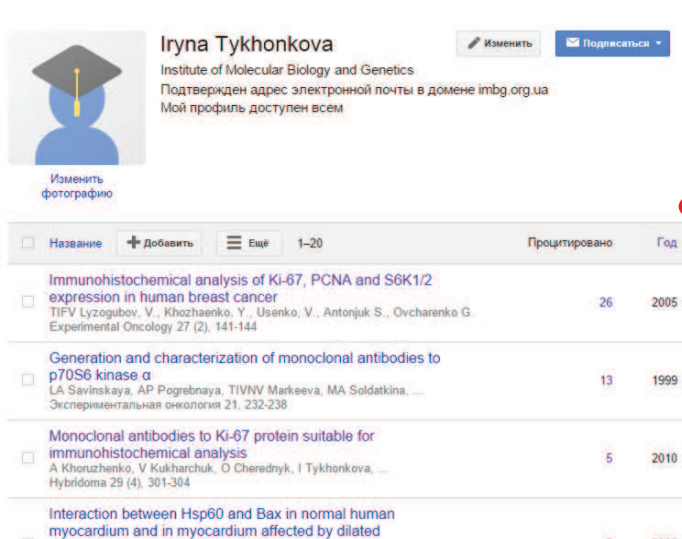 Iryna Tykhonkova
Изменить
Подписаться
Institute of Molecular Biology and Genetics
Подтвержден адрес электронной почты в домене imbg.org.ua
Мой профиль доступен всем
Изменить
фотографию
Название Добавить Ещё 1–20 Процитировано Год
Immunohistochemical analysis of Ki-67, PCNA and S6K1/2
expression in human breast cancer
TIFV Lyzogubov, V., Khozhaenko, Y., Usenko, V., Antonjuk S., Ovcharenko G.
Experimental Oncology 27 (2), 141-144
26 2005
Generation and characterization of monoclonal antibodies to
p70S6 kinase α
LA Savinskaya, AP Pogrebnaya, TIVNV Markeeva, MA Soldatkina, ...
Экспериментальная онкология 21, 232-238
13 1999
Monoclonal antibodies to Ki-67 protein suitable for
immunohistochemical analysis
A Khoruzhenko, V Kukharchuk, O Cherednyk, I Tykhonkova, ...
Hybridoma 29 (4), 301-304
5 2010
Interaction between Hsp60 and Bax in normal human
myocardium and in myocardium affected by dilated